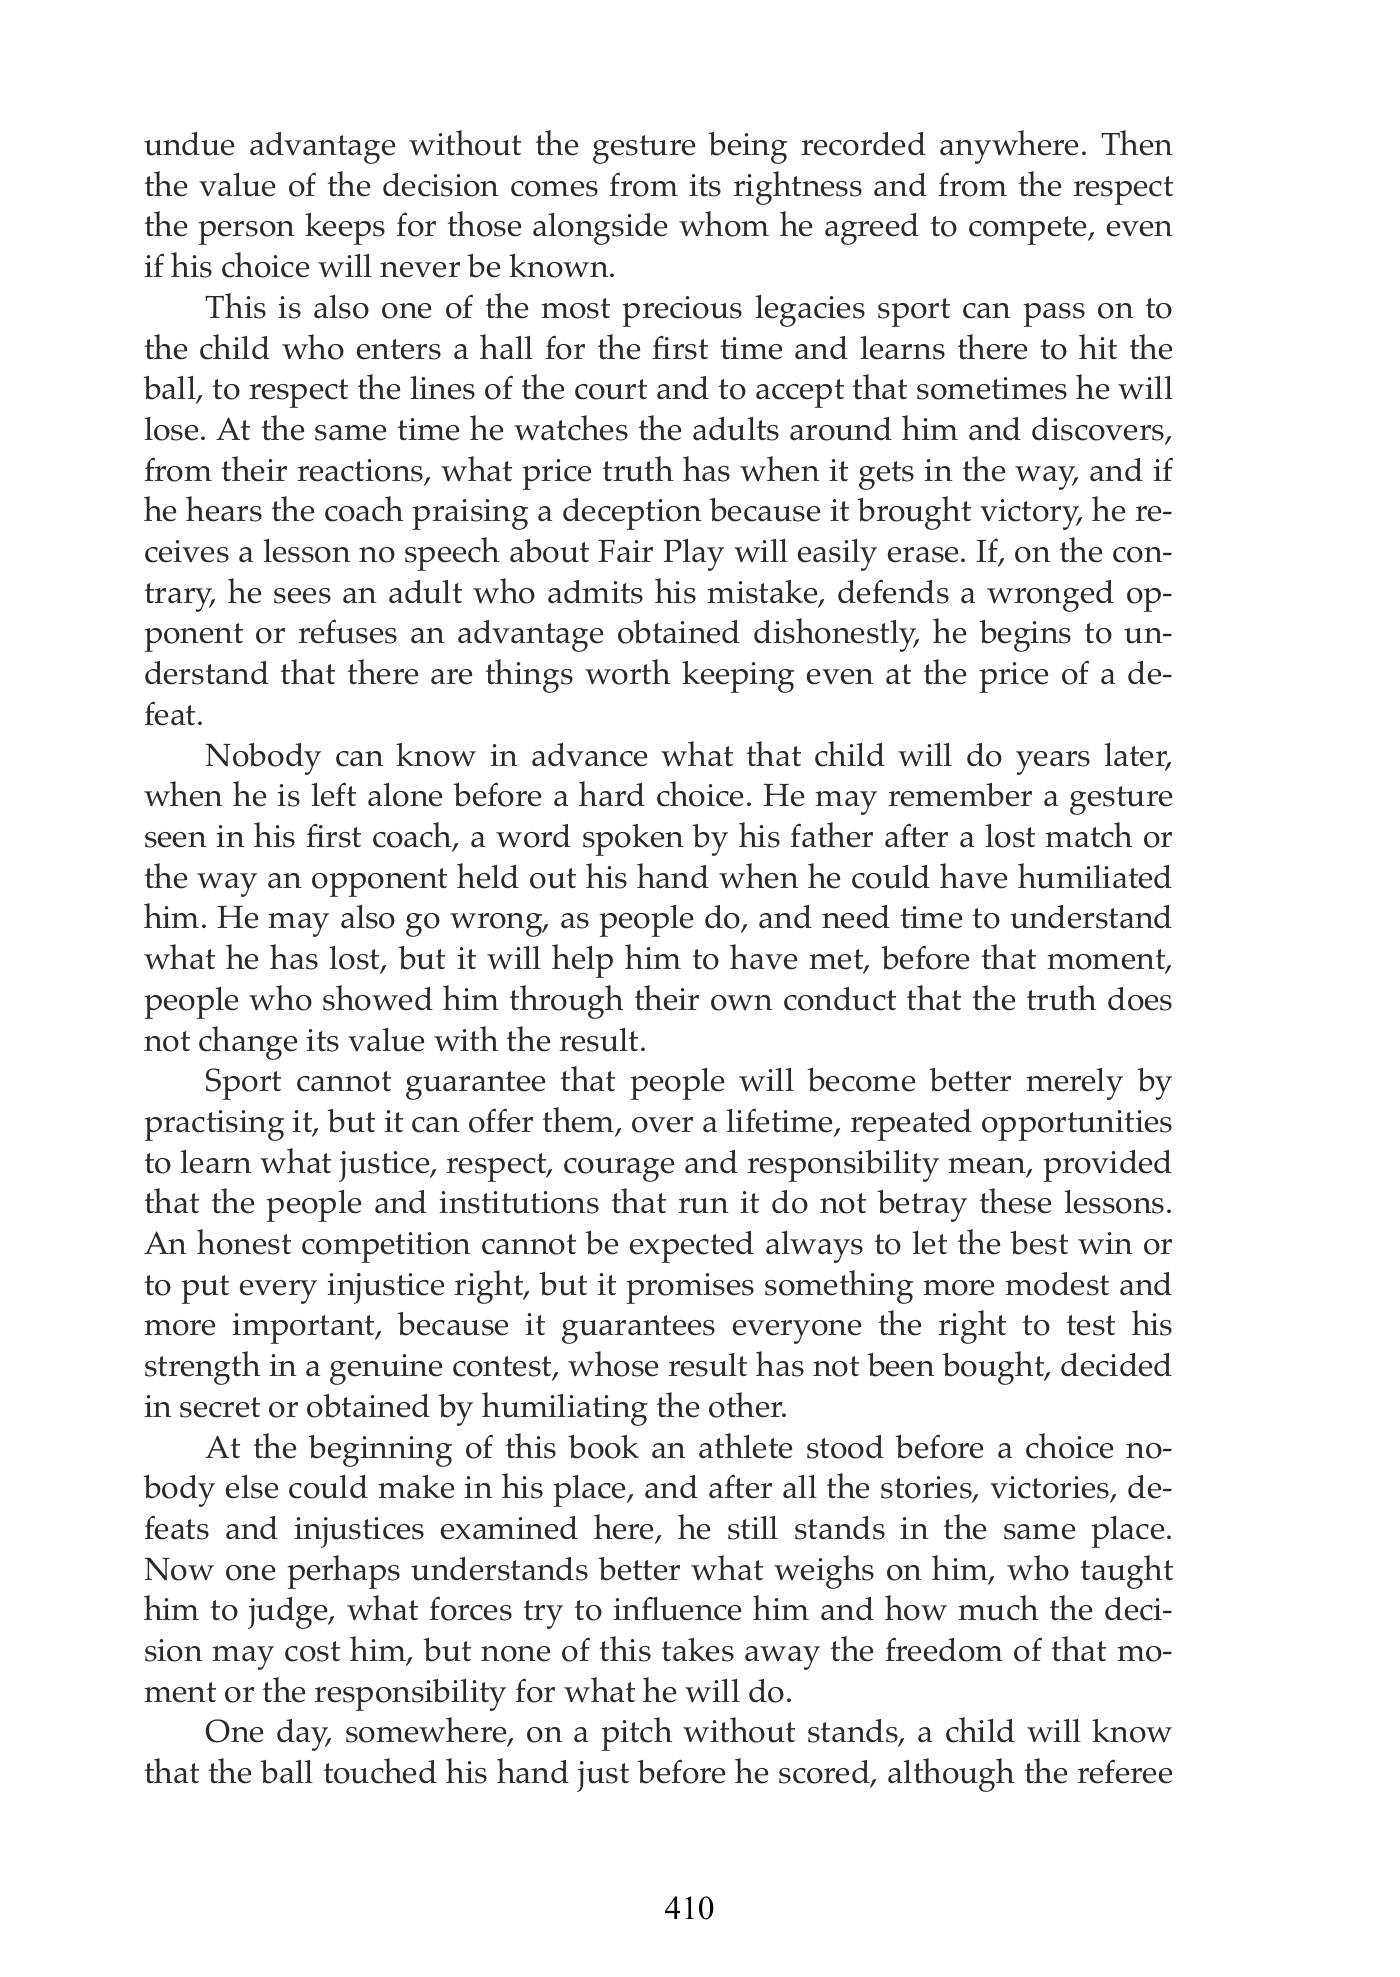 undue advantage without the gesture being recorded anywhere. Then
the value of the decision comes from its rightness and from the respect
the person keeps for those alongside whom he agreed to compete, even
if his choice will never be known.
This is also one of the most precious legacies sport can pass on to
the child who enters a hall for the first time and learns there to hit the
ball, to respect the lines of the court and to accept that sometimes he will
lose. At the same time he watches the adults around him and discovers,
from their reactions, what price truth has when it gets in the way, and if
he hears the coach praising a deception because it brought victory, he re-
ceives a lesson no speech about Fair Play will easily erase. If, on the con-
trary, he sees an adult who admits his mistake, defends a wronged op-
ponent or refuses an advantage obtained dishonestly, he begins to un-
derstand that there are things worth keeping even at the price of a de-
feat.
Nobody can know in advance what that child will do years later,
when he is left alone before a hard choice. He may remember a gesture
seen in his first coach, a word spoken by his father after a lost match or
the way an opponent held out his hand when he could have humiliated
him. He may also go wrong, as people do, and need time to understand
what he has lost, but it will help him to have met, before that moment,
people who showed him through their own conduct that the truth does
not change its value with the result.
Sport cannot guarantee that people will become better merely by
practising it, but it can offer them, over a lifetime, repeated opportunities
to learn what justice, respect, courage and responsibility mean, provided
that the people and institutions that run it do not betray these lessons.
An honest competition cannot be expected always to let the best win or
to put every injustice right, but it promises something more modest and
more important, because it guarantees everyone the right to test his
strength in a genuine contest, whose result has not been bought, decided
in secret or obtained by humiliating the other.
At the beginning of this book an athlete stood before a choice no-
body else could make in his place, and after all the stories, victories, de-
feats and injustices examined here, he still stands in the same place.
Now one perhaps understands better what weighs on him, who taught
him to judge, what forces try to influence him and how much the deci-
sion may cost him, but none of this takes away the freedom of that mo-
ment or the responsibility for what he will do.
One day, somewhere, on a pitch without stands, a child will know
that the ball touched his hand just before he scored, although the referee
410